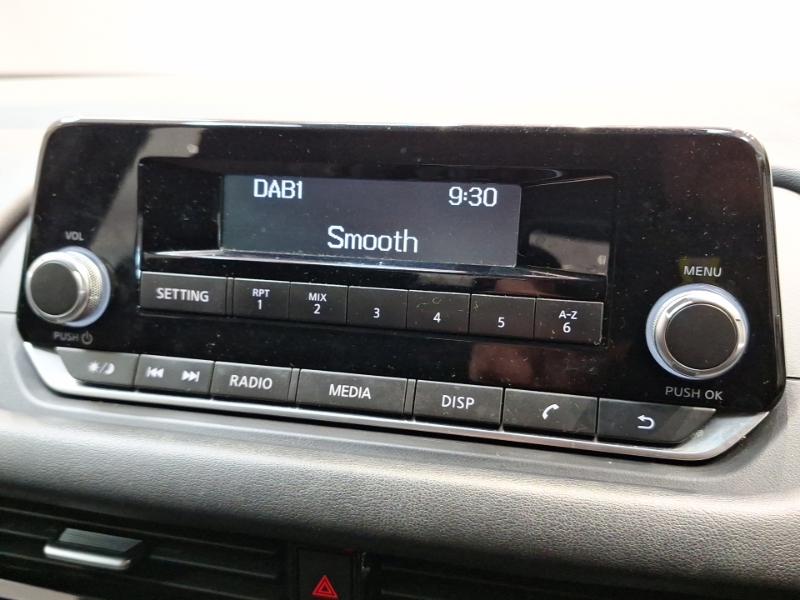 DAB1 9:30
Smooth
VOL
PUSH
SETTING
RPT
1
MIX
2
3
4
5
A-Z
6
MENU
PUSH OK
RADIO
MEDIA
DISP